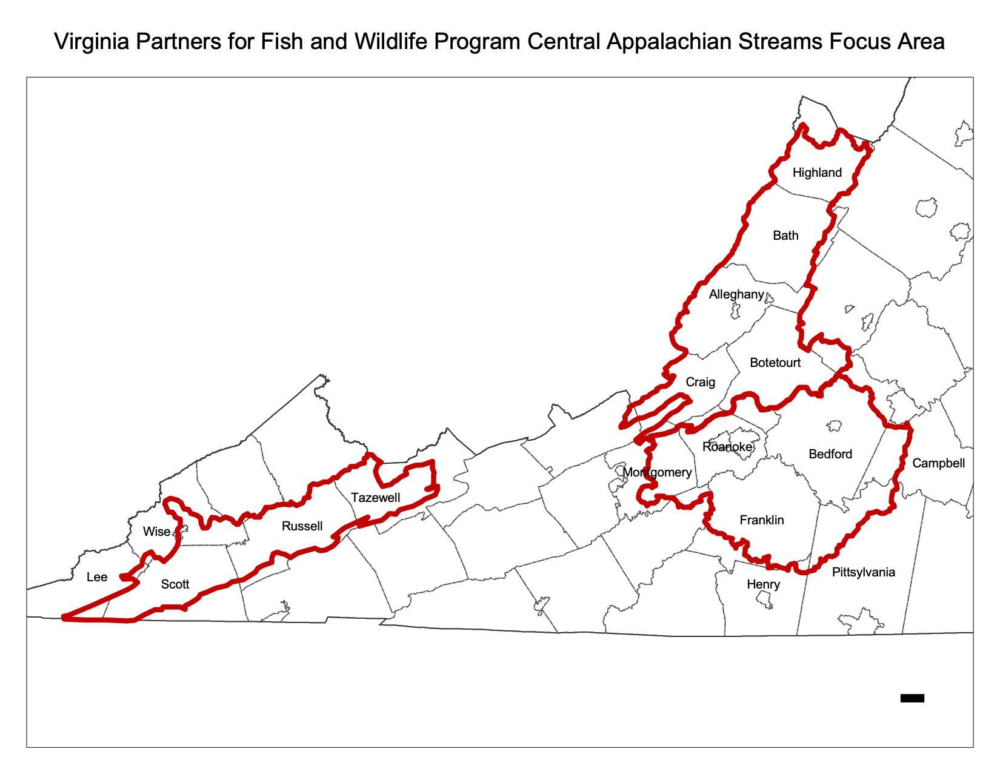 Virginia Partners for Fish and Wildlife Program Central Appalachian Streams Focus Area
Highland
Bath
Alleghany
Botetourt
Craig
Roanoke
Bedford
Campbell
Montgomery
Tazewell
Franklin
Russell
Wise
Pittsylvania
Lee
Scott
Henry